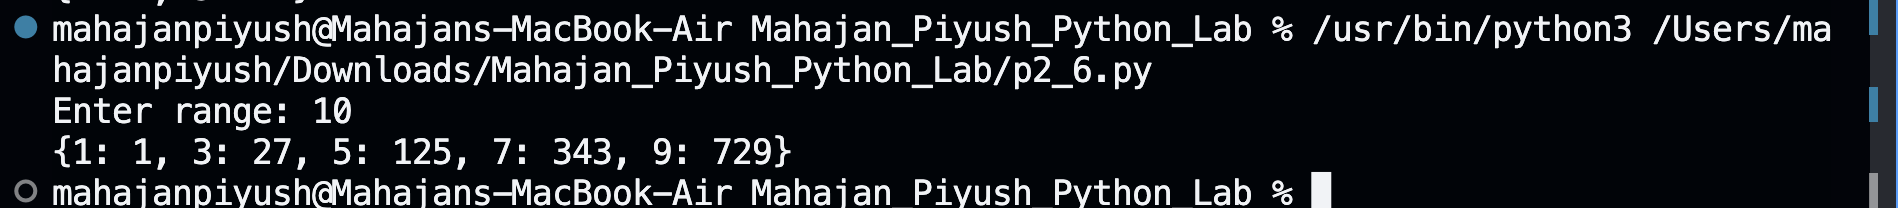 mahajanpiyush@Mahajans-MacBook-Air Mahajan_Piyush_Python_Lab % /usr/bin/python3 /Users/ma
hajanpiyush/Downloads/Mahajan_Piyush_Python_Lab/p2_6.py
Enter range: 10
{1: 1, 3: 27, 5: 125, 7: 343, 9: 729}
mahajanpiyush@Mahajans-MacBook-Air Mahajan_Piyush_Python_Lab %